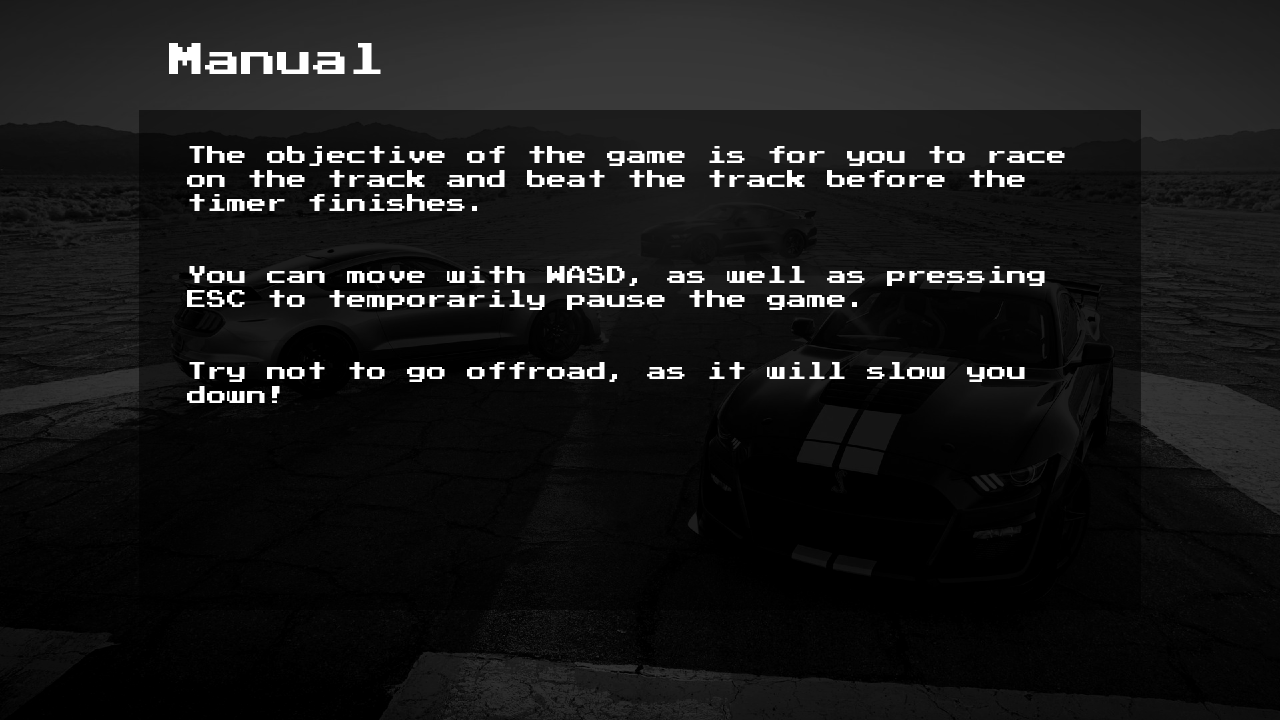 Manual
The objective of the game is for you to race
on the track and beat the track before the
timer finishes.
You can move with WASD, as well as pressing
ESC to temporarily pause the game.
Try not to go offroad, as it will slow you
down!